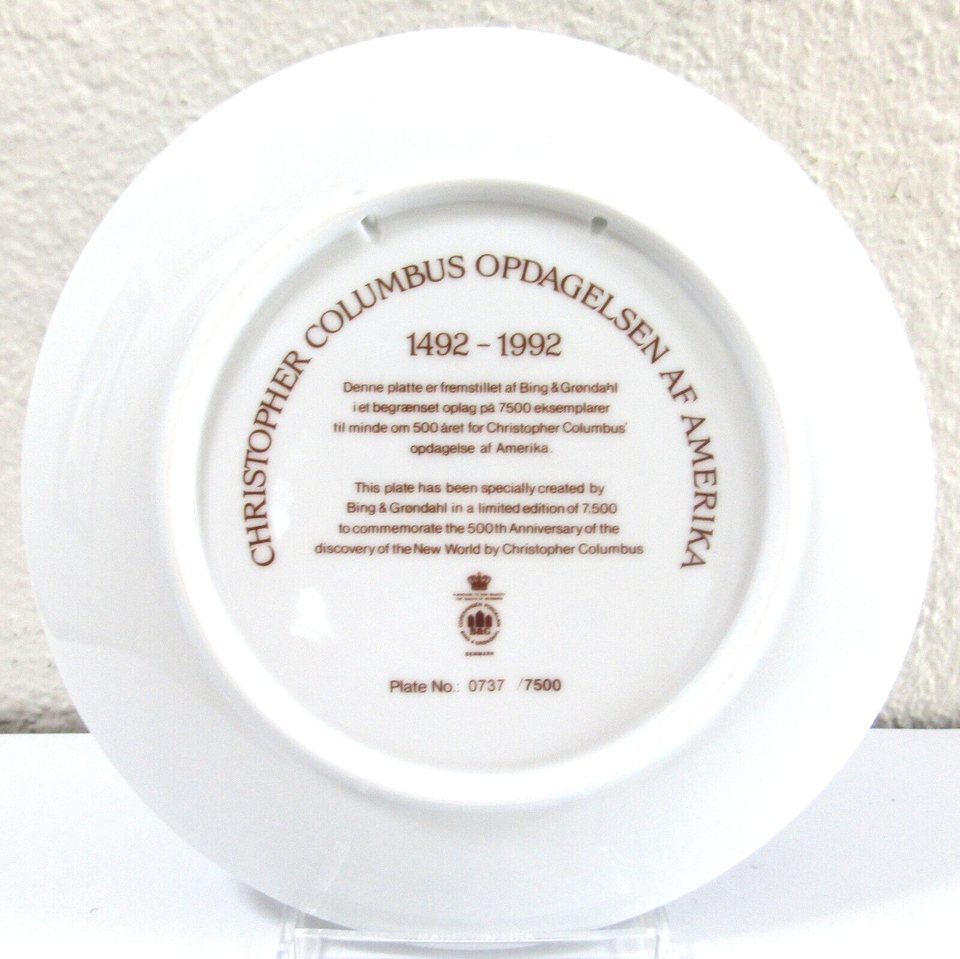 CHRISTOPHER COLUMBUS OPDAGELSEN AF AMERIKA
1492 – 1992
Denne platte er fremstillet af Bing & Grøndahl
i et begrænset oplag på 7500 eksemplarer
til minde om 500 året for Christopher Columbus'
opdagelse af Amerika.
This plate has been specially created by
Bing & Grøndahl in a limited edition of 7.500
to commemorate the 500th Anniversary of the
discovery of the New World by Christopher Columbus
B&G
DENMARK
Plate No.: 0737 /7500